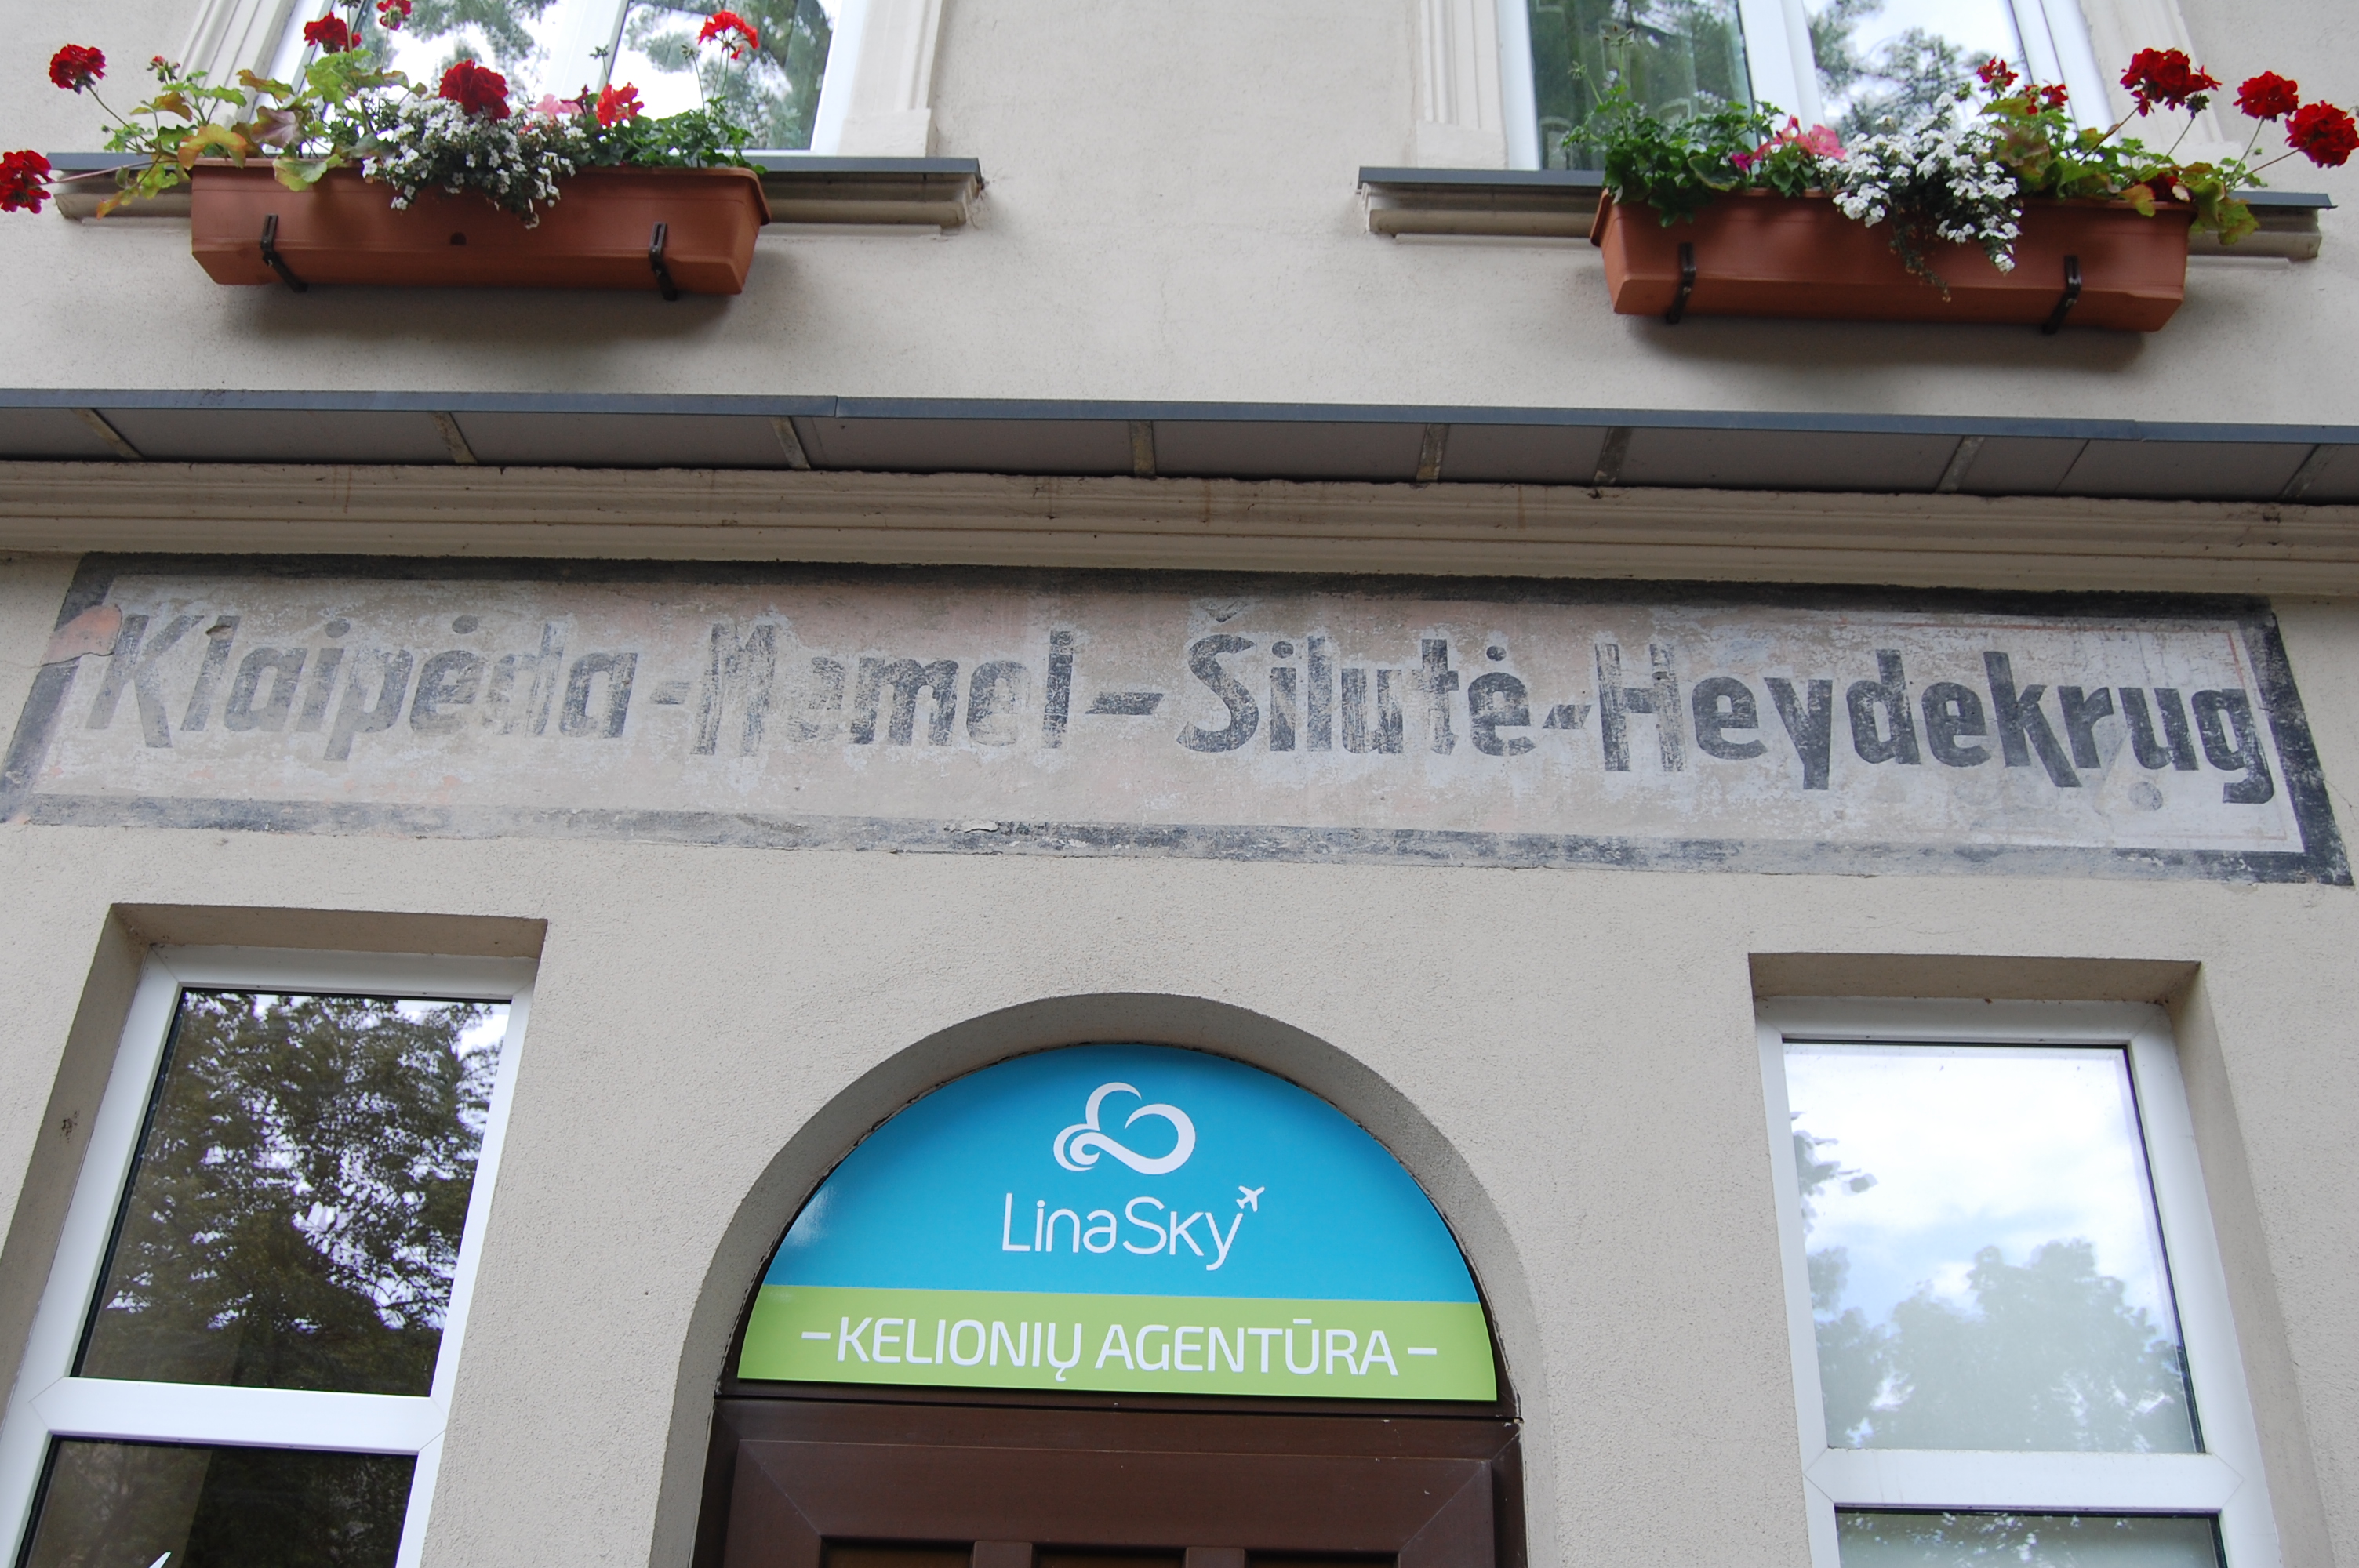 Klaipėda-Memel-Šilutė-Heydekrug
LinaSky
-KELIONIŲ AGENTŪRA-